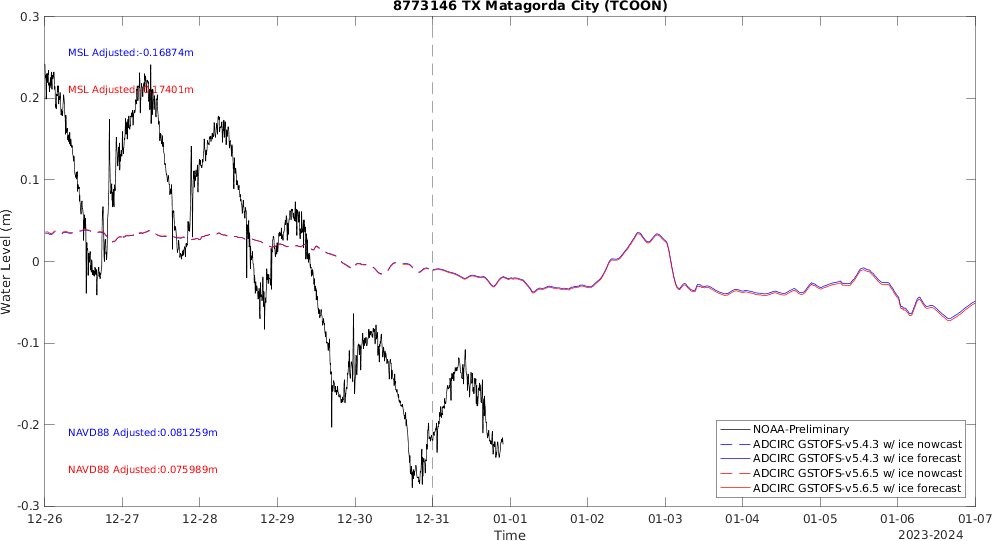 8773146 TX Matagorda City (TCOON)
0.3
0.2
0.1
0
-0.1
-0.2
-0.3
Water Level (m)
MSL Adjusted:-0.16874m
MSL Adjusted:-0.17401m
NAVD88 Adjusted:0.081259m
NAVD88 Adjusted:0.075989m
NOAA-Preliminary
ADCIRC GSTOFS-v5.4.3 w/ ice nowcast
ADCIRC GSTOFS-v5.4.3 w/ ice forecast
ADCIRC GSTOFS-v5.6.5 w/ ice nowcast
ADCIRC GSTOFS-v5.6.5 w/ ice forecast
12-26 12-27 12-28 12-29 12-30 12-31 01-01 01-02 01-03 01-04 01-05 01-06 01-07
Time
2023-2024